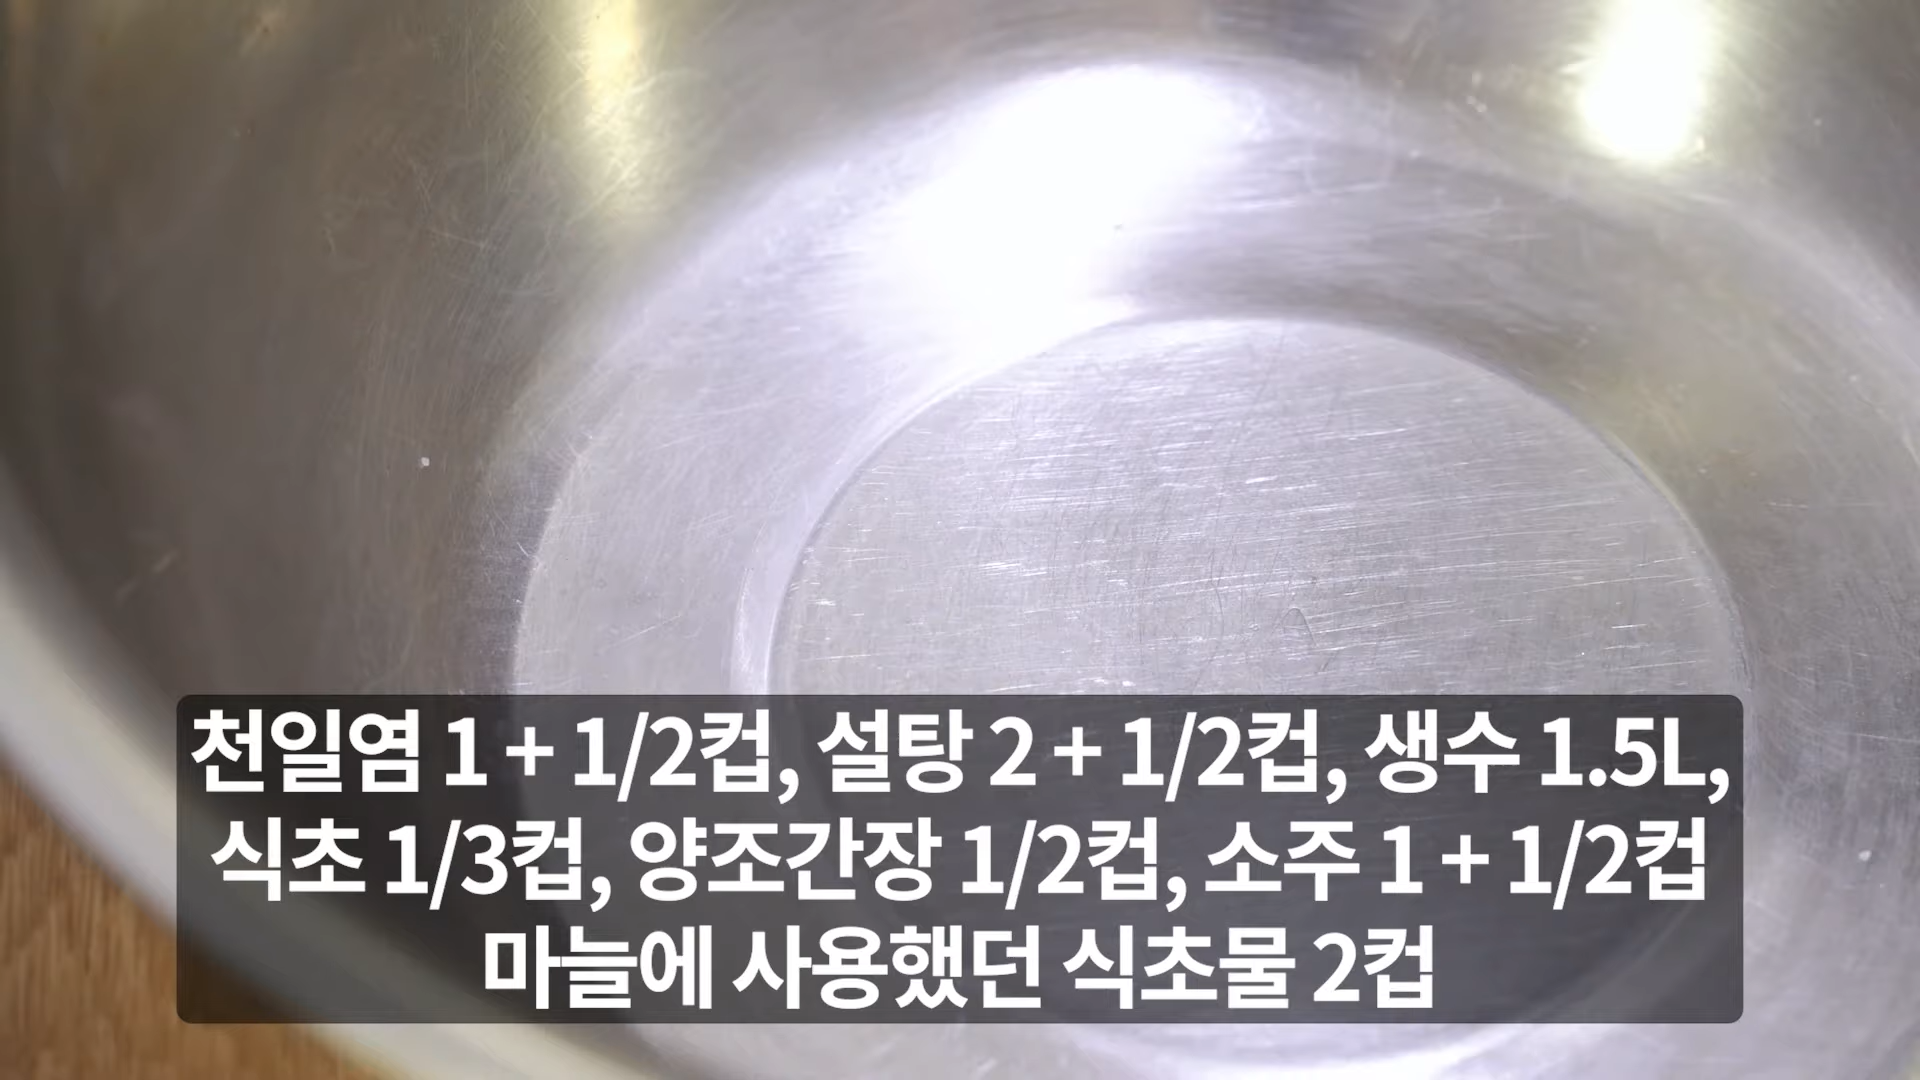 천일염 1 + 1/2컵, 설탕 2 + 1/2컵, 생수 1.5L,
식초 1/3컵, 양조간장 1/2컵, 소주 1 + 1/2컵
마늘에 사용했던 식초물 2컵